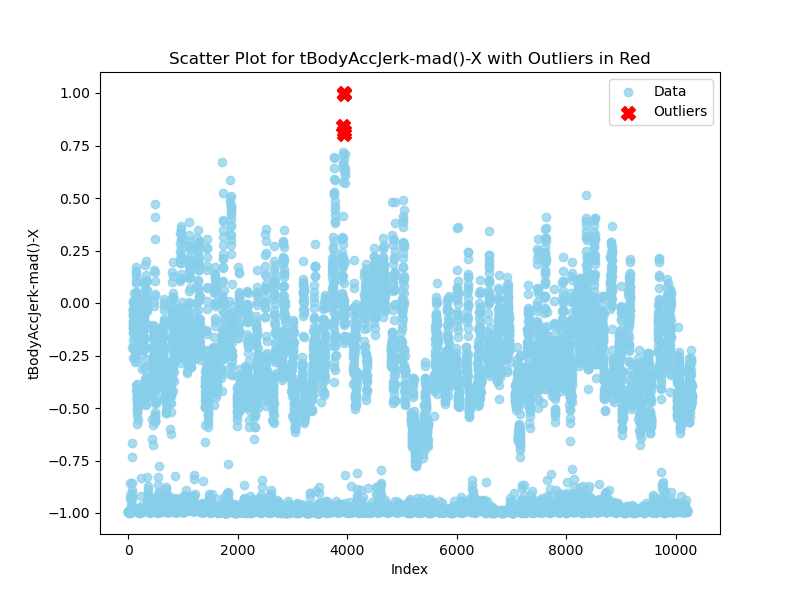 Scatter Plot for tBodyAccJerk-mad()-X with Outliers in Red
Data
Outliers
tBodyAccJerk-mad()-X
1.00
0.75
0.50
0.25
0.00
−0.25
−0.50
−0.75
−1.00
0 2000 4000 6000 8000 10000
Index